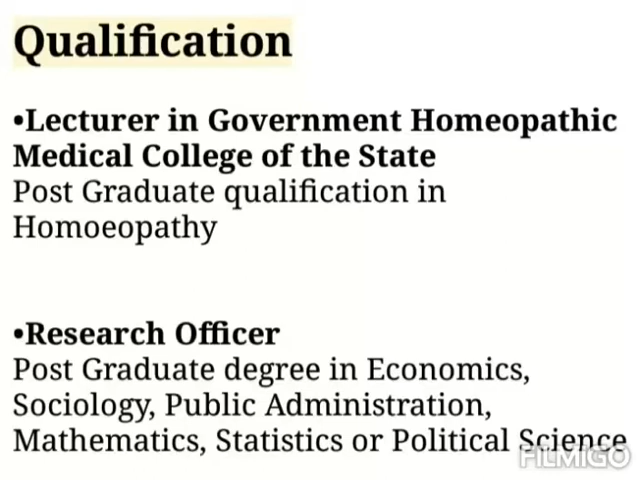 Qualification
•Lecturer in Government Homeopathic
Medical College of the State
Post Graduate qualification in
Homoeopathy
•Research Officer
Post Graduate degree in Economics,
Sociology, Public Administration,
Mathematics, Statistics or Political Science
FILMIGO